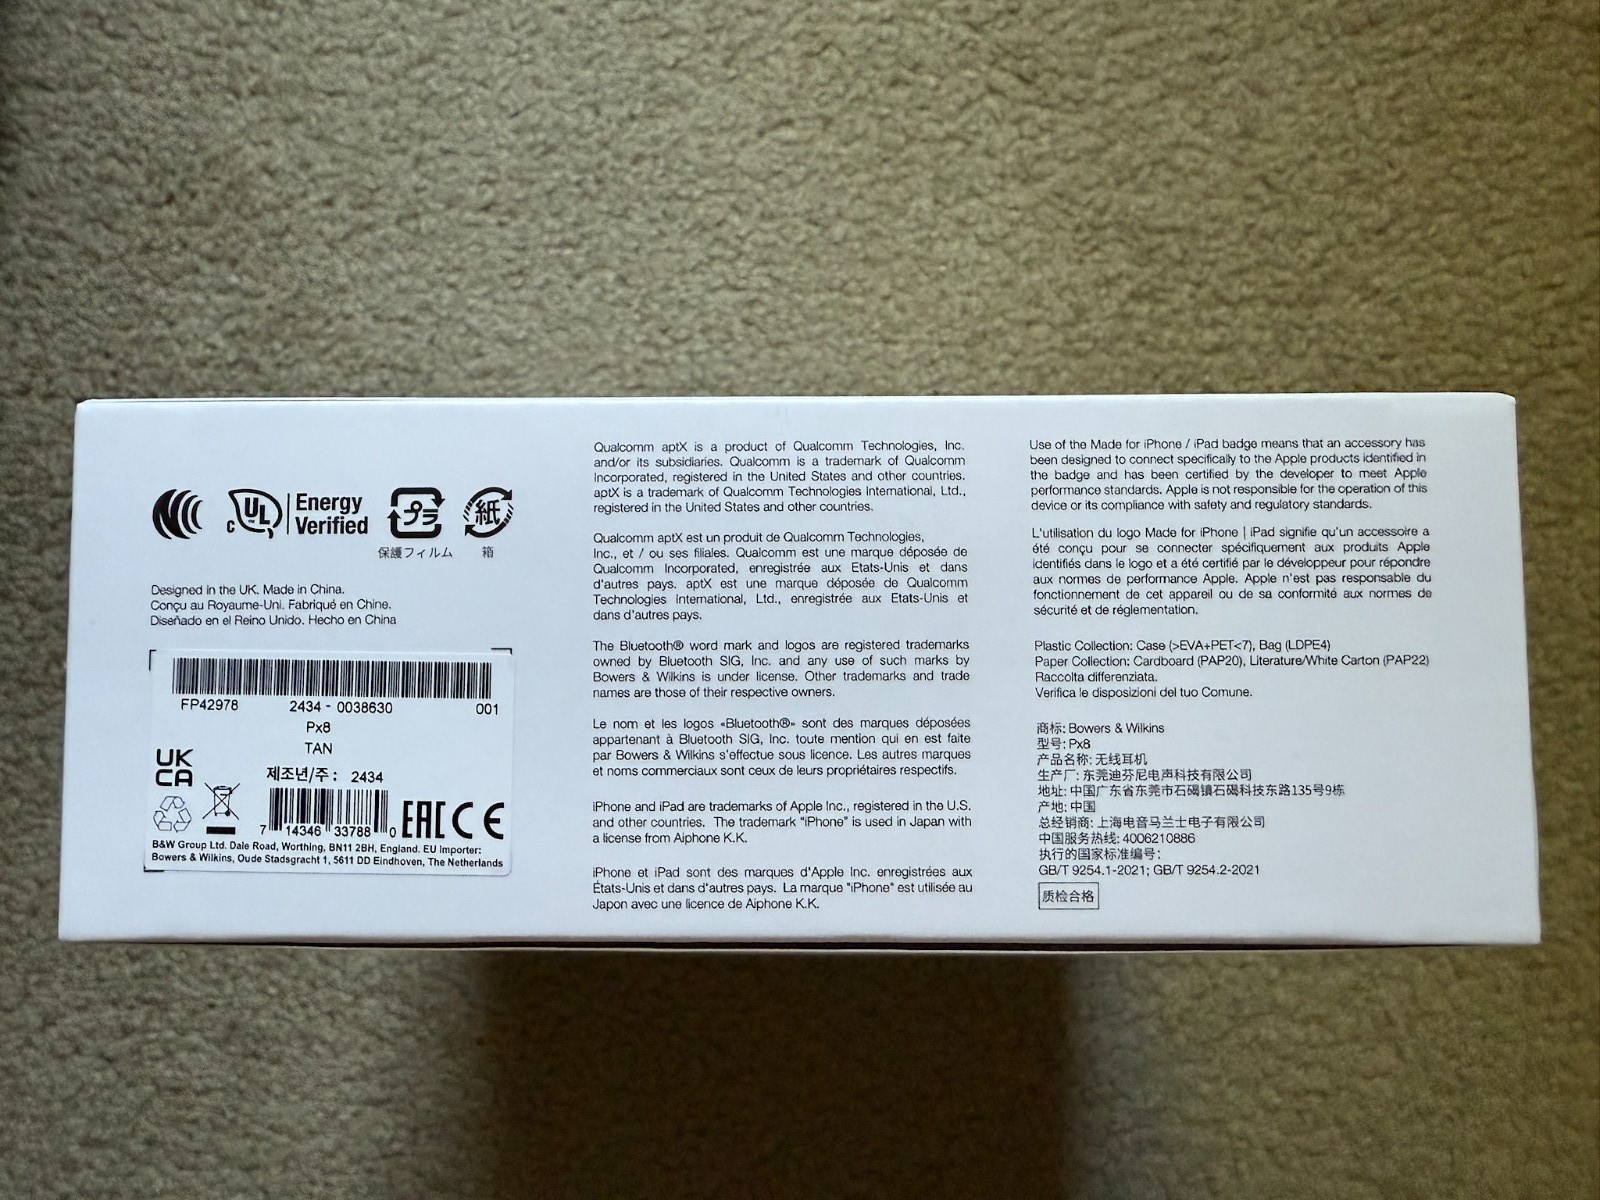 c UL Energy
Verified
プラ
紙
保護フィルム
箱
Designed in the UK. Made in China.
Conçu au Royaume-Uni. Fabriqué en Chine.
Diseñado en el Reino Unido. Hecho en China
FP42978 2434 - 0038630 001
Px8
TAN
UK
CA
제조년/주: 2434
7 14346 33788 0
EAC CE
B&W Group Ltd. Dale Road, Worthing, BN11 2BH, England. EU Importer:
Bowers & Wilkins, Oude Stadsgracht 1, 5611 DD Eindhoven, The Netherlands
Qualcomm aptX is a product of Qualcomm Technologies, Inc.
and/or its subsidiaries. Qualcomm is a trademark of Qualcomm
Incorporated, registered in the United States and other countries.
aptX is a trademark of Qualcomm Technologies International, Ltd.,
registered in the United States and other countries.
Qualcomm aptX est un produit de Qualcomm Technologies,
Inc., et / ou ses filiales. Qualcomm est une marque déposée de
Qualcomm Incorporated, enregistrée aux Etats-Unis et dans
d'autres pays. aptX est une marque déposée de Qualcomm
Technologies International, Ltd., enregistrée aux Etats-Unis et
dans d'autres pays.
The Bluetooth® word mark and logos are registered trademarks
owned by Bluetooth SIG, Inc. and any use of such marks by
Bowers & Wilkins is under license. Other trademarks and trade
names are those of their respective owners.
Le nom et les logos «Bluetooth®» sont des marques déposées
appartenant à Bluetooth SIG, Inc. toute mention qui en est faite
par Bowers & Wilkins s'effectue sous licence. Les autres marques
et noms commerciaux sont ceux de leurs propriétaires respectifs.
iPhone and iPad are trademarks of Apple Inc., registered in the U.S.
and other countries. The trademark "iPhone" is used in Japan with
a license from Aiphone K.K.
iPhone et iPad sont des marques d'Apple Inc. enregistrées aux
États-Unis et dans d'autres pays. La marque "iPhone" est utilisée au
Japon avec une licence de Aiphone K.K.
Use of the Made for iPhone / iPad badge means that an accessory has
been designed to connect specifically to the Apple products identified in
the badge and has been certified by the developer to meet Apple
performance standards. Apple is not responsible for the operation of this
device or its compliance with safety and regulatory standards.
L'utilisation du logo Made for iPhone | iPad signifie qu'un accessoire a
été conçu pour se connecter spécifiquement aux produits Apple
identifiés dans le logo et a été certifié par le développeur pour répondre
aux normes de performance Apple. Apple n'est pas responsable du
fonctionnement de cet appareil ou de sa conformité aux normes de
sécurité et de réglementation.
Plastic Collection: Case (>EVA+PET<7), Bag (LDPE4)
Paper Collection: Cardboard (PAP20), Literature/White Carton (PAP22)
Raccolta differenziata.
Verifica le disposizioni del tuo Comune.
商标: Bowers & Wilkins
型号: Px8
产品名称: 无线耳机
生产厂: 东莞迪芬尼电声科技有限公司
地址: 中国广东省东莞市石碣镇石碣科技东路135号9栋
产地: 中国
总经销商: 上海电音马兰士电子有限公司
中国服务热线: 4006210886
执行的国家标准编号:
GB/T 9254.1-2021; GB/T 9254.2-2021
质检合格